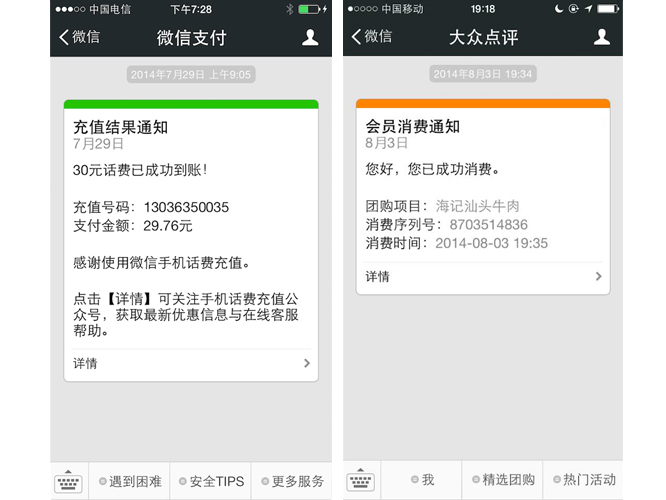 中国电信 下午7:28
微信 微信支付
2014年7月29日 上午9:05
充值结果通知
7月29日
30元话费已成功到账！
充值号码：13036350035
支付金额：29.76元
感谢使用微信手机话费充值。
点击【详情】可关注手机话费充值公
众号，获取最新优惠信息与在线客服
帮助。
详情
遇到困难 安全TIPS 更多服务
中国移动 19:18
微信 大众点评
2014年8月3日 19:34
会员消费通知
8月3日
您好，您已成功消费。
团购项目：海记汕头牛肉
消费序列号：8703514836
消费时间：2014-08-03 19:35
详情
我 精选团购 热门活动